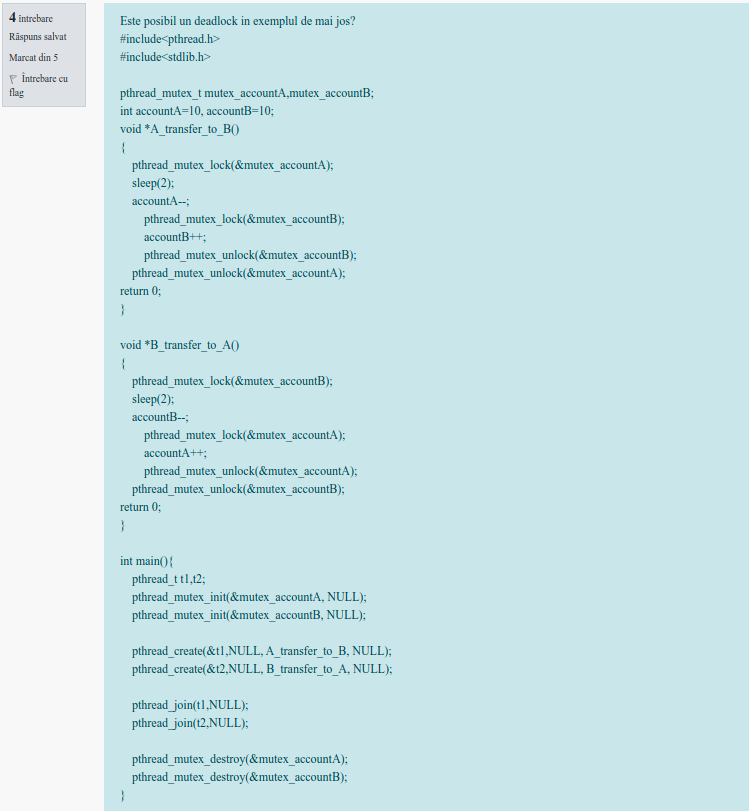 4 întrebare
Răspuns salvat
Marcat din 5
Întrebare cu
flag
Este posibil un deadlock in exemplul de mai jos?
#include<pthread.h>
#include<stdlib.h>
pthread_mutex_t mutex_accountA,mutex_accountB;
int accountA=10, accountB=10;
void *A_transfer_to_B()
{
pthread_mutex_lock(&mutex_accountA);
sleep(2);
accountA--;
pthread_mutex_lock(&mutex_accountB);
accountB++;
pthread_mutex_unlock(&mutex_accountB);
pthread_mutex_unlock(&mutex_accountA);
return 0;
}
void *B_transfer_to_A()
{
pthread_mutex_lock(&mutex_accountB);
sleep(2);
accountB--;
pthread_mutex_lock(&mutex_accountA);
accountA++;
pthread_mutex_unlock(&mutex_accountA);
pthread_mutex_unlock(&mutex_accountB);
return 0;
}
int main(){
pthread_t t1,t2;
pthread_mutex_init(&mutex_accountA, NULL);
pthread_mutex_init(&mutex_accountB, NULL);
pthread_create(&t1,NULL, A_transfer_to_B, NULL);
pthread_create(&t2,NULL, B_transfer_to_A, NULL);
pthread_join(t1,NULL);
pthread_join(t2,NULL);
pthread_mutex_destroy(&mutex_accountA);
pthread_mutex_destroy(&mutex_accountB);
}